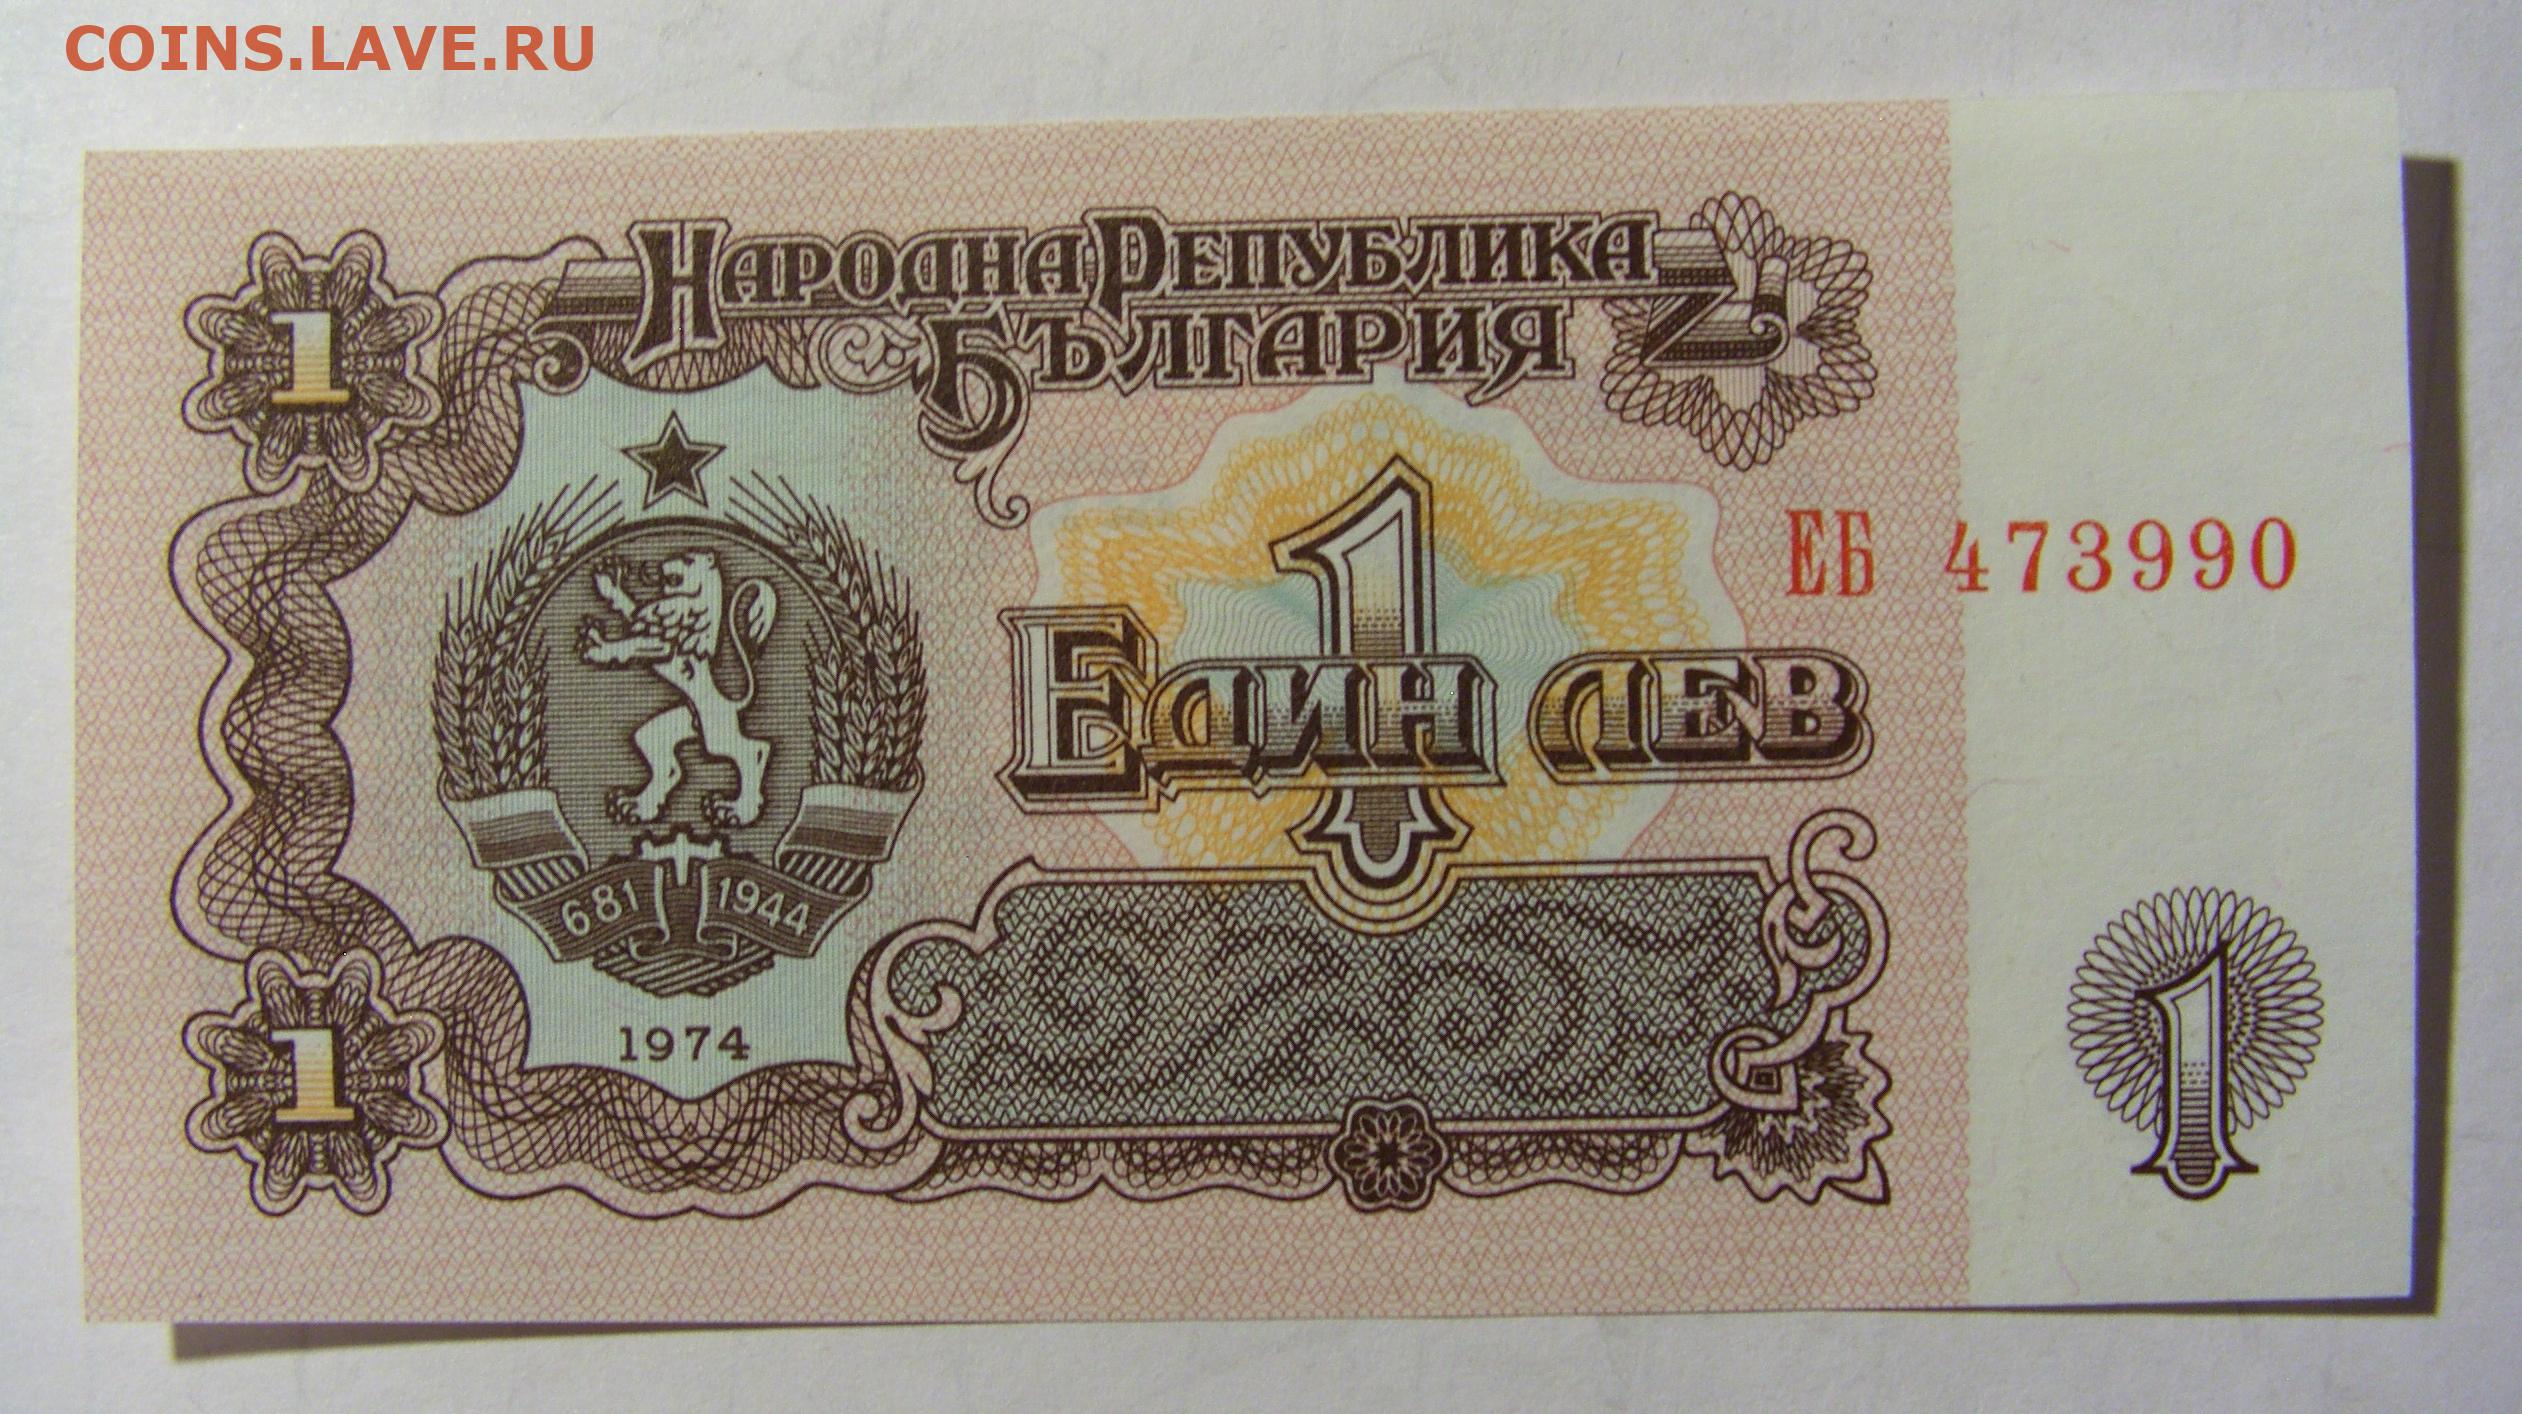 COINS.LAVE.RU
НАРОДНА РЕПУБЛИКА
БЪЛГАРИЯ
1
ЕБ 473990
1
ЕДИН ЛЕВ
681 1944
1974
1
1